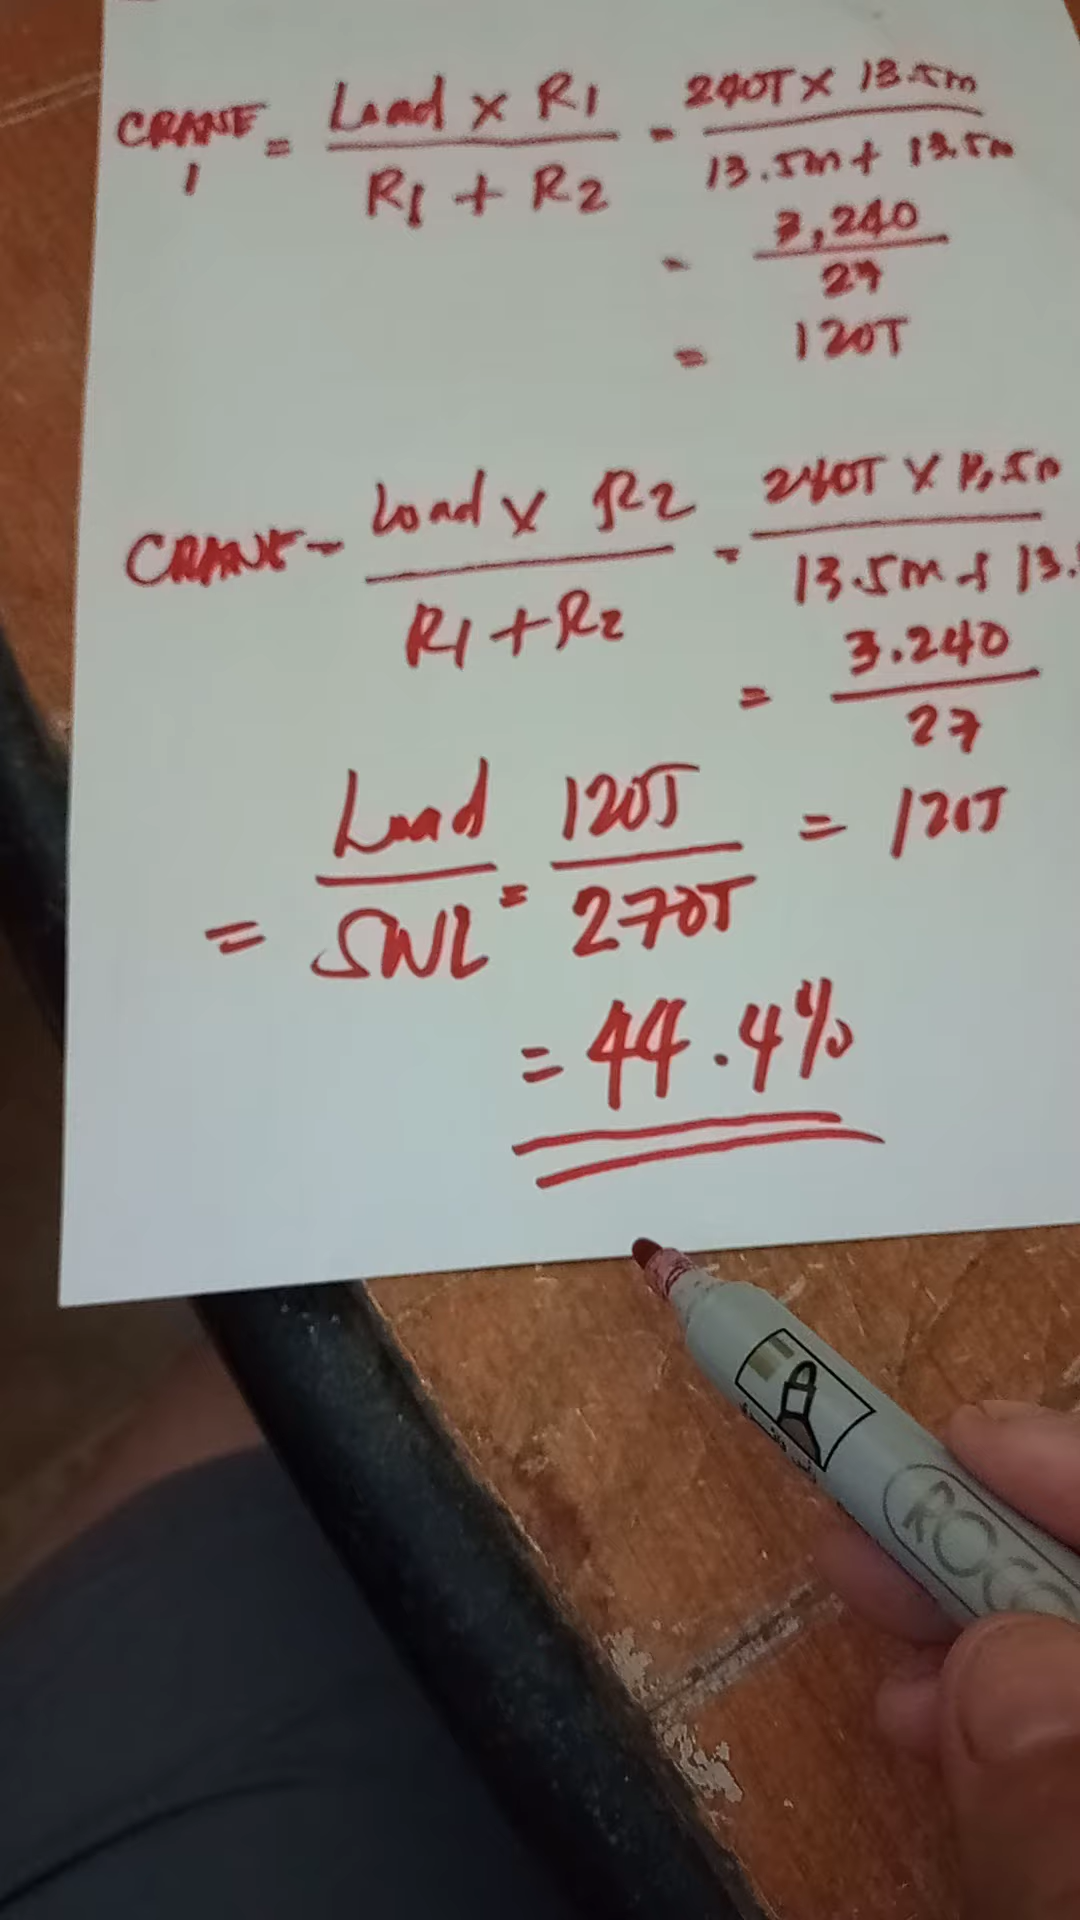 CRANE 1 = Load x R1 / R1 + R2 = 240T x 13.5m / 13.5m + 13.5m
= 3,240 / 27
= 120T
CRANE = Load x R2 / R1 + R2 = 240T x 13.5m / 13.5m + 13.
= 3.240 / 27
= 120T
= Load / SWL = 120T / 270T
= 44.4%
ROCO